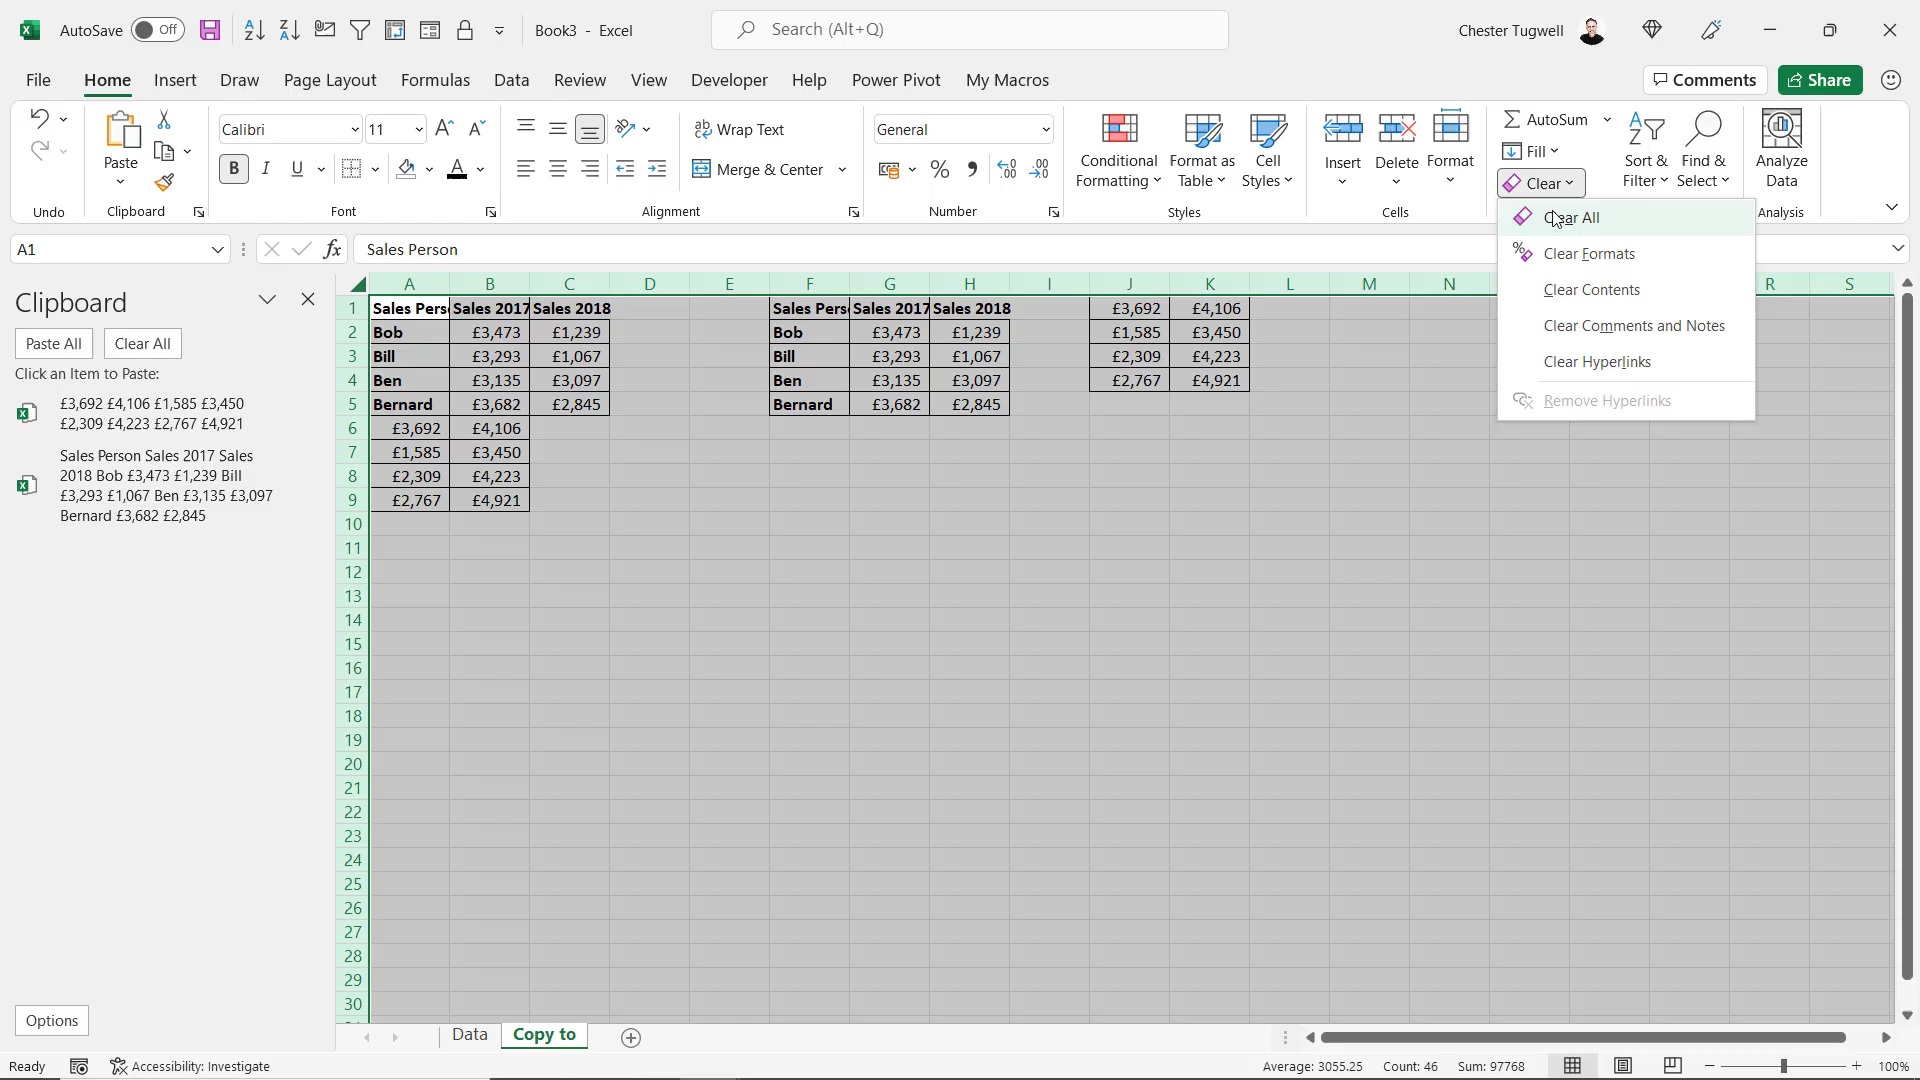 AutoSave Off Book3 - Excel Search (Alt+Q) Chester Tugwell
File Home Insert Draw Page Layout Formulas Data Review View Developer Help Power Pivot My Macros Comments Share
Calibri 11 Wrap Text General AutoSum
Paste B I U Merge & Center Conditional Formatting Format as Table Cell Styles Insert Delete Format Fill Sort & Filter Find & Select Analyze Data
Clear
Undo Clipboard Font Alignment Number Styles Cells Analysis
Clear All
Clear Formats
Clear Contents
Clear Comments and Notes
Clear Hyperlinks
Remove Hyperlinks
A1 fx Sales Person
Clipboard
Paste All Clear All
Click an Item to Paste:
£3,692 £4,106 £1,585 £3,450
£2,309 £4,223 £2,767 £4,921
Sales Person Sales 2017 Sales
2018 Bob £3,473 £1,239 Bill
£3,293 £1,067 Ben £3,135 £3,097
Bernard £3,682 £2,845
Options
A B C D E F G H I J K L M N R S
1 Sales Pers Sales 2017 Sales 2018 Sales Pers Sales 2017 Sales 2018 £3,692 £4,106
2 Bob £3,473 £1,239 Bob £3,473 £1,239 £1,585 £3,450
3 Bill £3,293 £1,067 Bill £3,293 £1,067 £2,309 £4,223
4 Ben £3,135 £3,097 Ben £3,135 £3,097 £2,767 £4,921
5 Bernard £3,682 £2,845 Bernard £3,682 £2,845
6 £3,692 £4,106
7 £1,585 £3,450
8 £2,309 £4,223
9 £2,767 £4,921
10
11
12
13
14
15
16
17
18
19
20
21
22
23
24
25
26
27
28
29
30
Data Copy to
Ready Accessibility: Investigate Average: 3055.25 Count: 46 Sum: 97768 100%